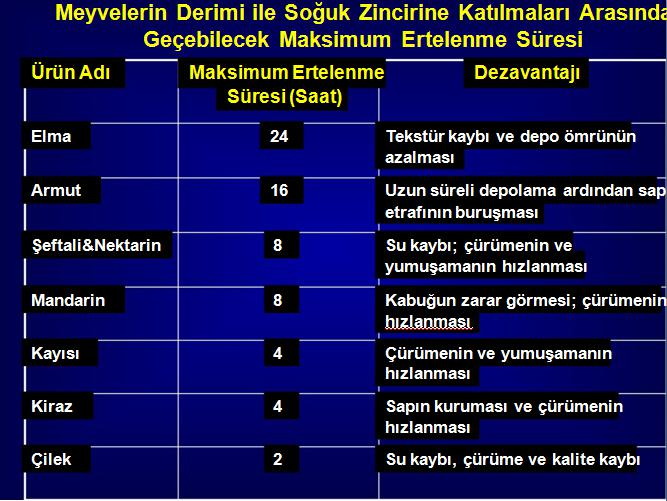 Meyvelerin Derimi ile Soğuk Zincirine Katılmaları Arasında
Geçebilecek Maksimum Ertelenme Süresi
Ürün Adı
Maksimum Ertelenme
Süresi (Saat)
Dezavantajı
Elma
24
Tekstür kaybı ve depo ömrünün
azalması
Armut
16
Uzun süreli depolama ardından sap
etrafının buruşması
Şeftali&Nektarin
8
Su kaybı; çürümenin ve
yumuşamanın hızlanması
Mandarin
8
Kabuğun zarar görmesi; çürümenin
hızlanması
Kayısı
4
Çürümenin ve yumuşamanın
hızlanması
Kiraz
4
Sapın kuruması ve çürümenin
hızlanması
Çilek
2
Su kaybı, çürüme ve kalite kaybı